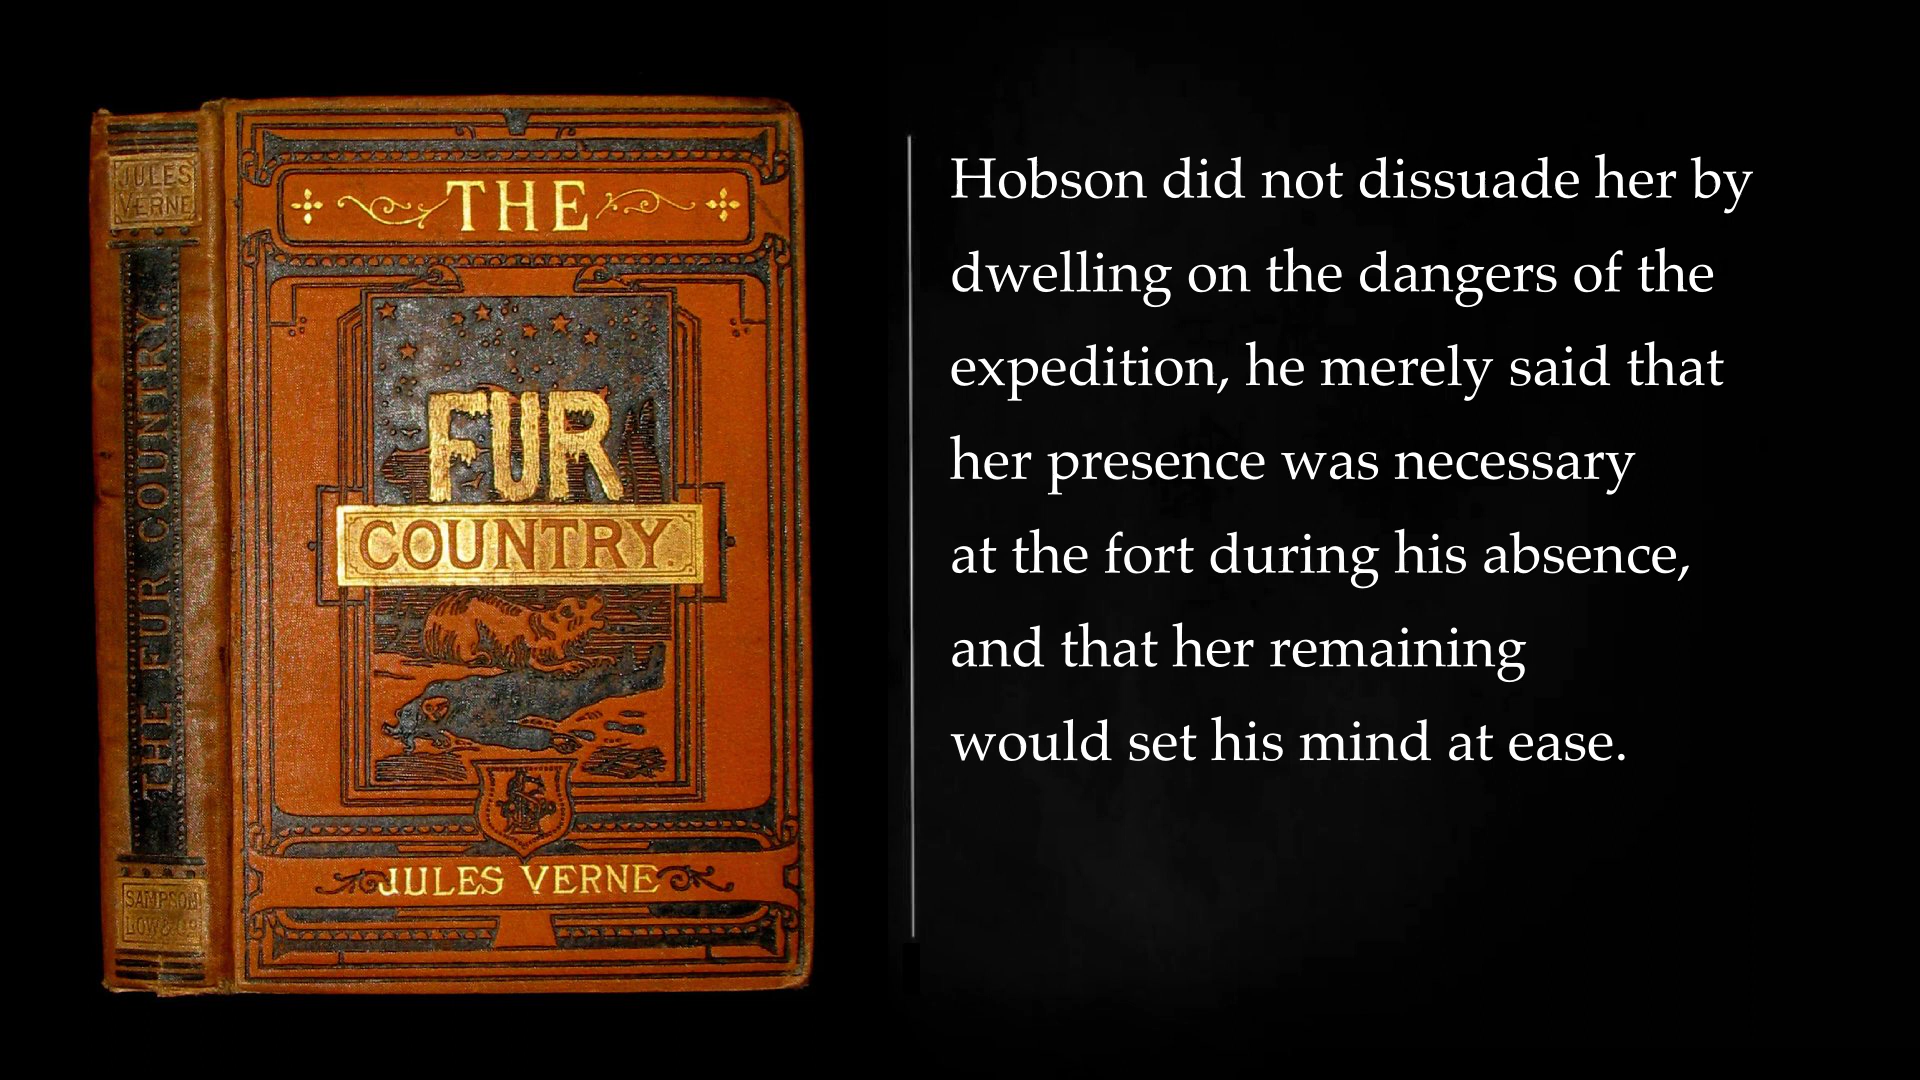 JULES
VERNE
THE FUR COUNTRY.
SAMPSON
LOW & Co
THE
FUR
COUNTRY.
JULES VERNE
Hobson did not dissuade her by
dwelling on the dangers of the
expedition, he merely said that
her presence was necessary
at the fort during his absence,
and that her remaining
would set his mind at ease.